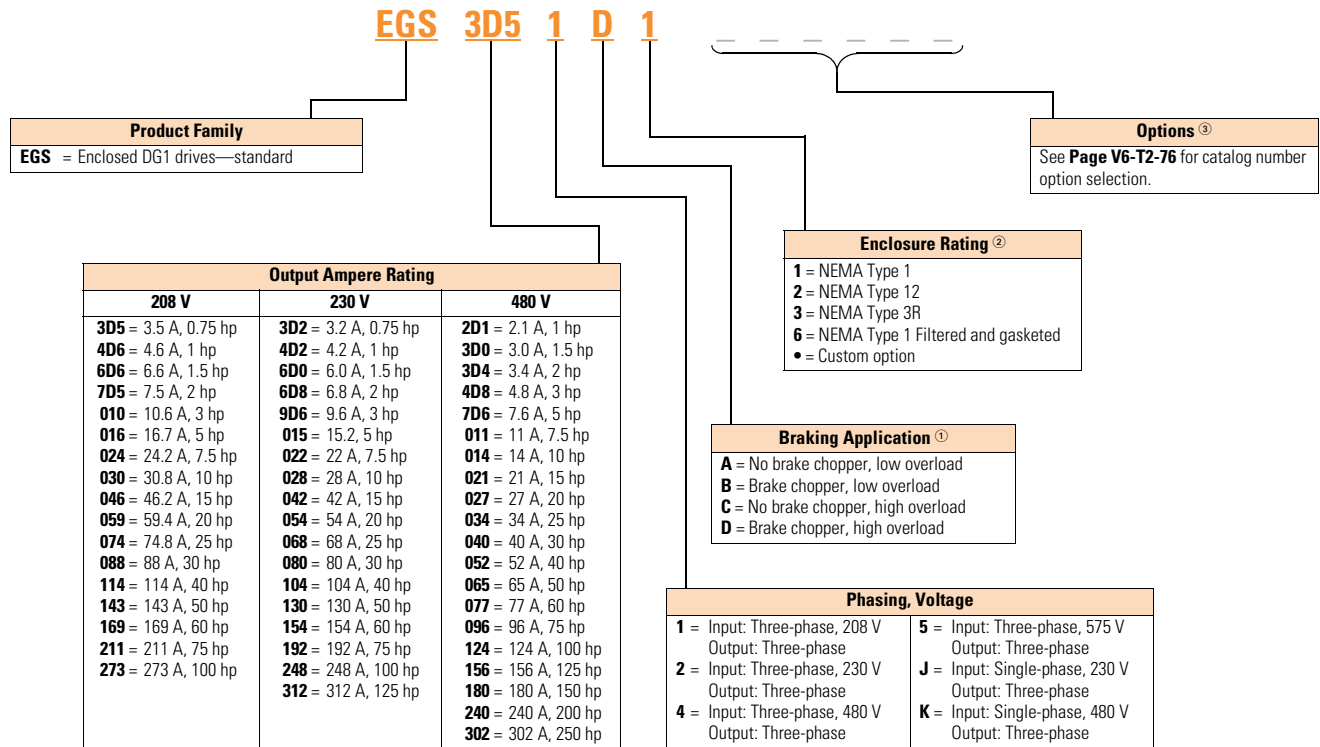 EGS 3D5 1 D 1 _ _ _ _ _ _
Product Family
EGS = Enclosed DG1 drives—standard
Options ③
See Page V6-T2-76 for catalog number
option selection.
Enclosure Rating ②
1 = NEMA Type 1
2 = NEMA Type 12
3 = NEMA Type 3R
6 = NEMA Type 1 Filtered and gasketed
• = Custom option
Output Ampere Rating
208 V
3D5 = 3.5 A, 0.75 hp
4D6 = 4.6 A, 1 hp
6D6 = 6.6 A, 1.5 hp
7D5 = 7.5 A, 2 hp
010 = 10.6 A, 3 hp
016 = 16.7 A, 5 hp
024 = 24.2 A, 7.5 hp
030 = 30.8 A, 10 hp
046 = 46.2 A, 15 hp
059 = 59.4 A, 20 hp
074 = 74.8 A, 25 hp
088 = 88 A, 30 hp
114 = 114 A, 40 hp
143 = 143 A, 50 hp
169 = 169 A, 60 hp
211 = 211 A, 75 hp
273 = 273 A, 100 hp
230 V
3D2 = 3.2 A, 0.75 hp
4D2 = 4.2 A, 1 hp
6D0 = 6.0 A, 1.5 hp
6D8 = 6.8 A, 2 hp
9D6 = 9.6 A, 3 hp
015 = 15.2, 5 hp
022 = 22 A, 7.5 hp
028 = 28 A, 10 hp
042 = 42 A, 15 hp
054 = 54 A, 20 hp
068 = 68 A, 25 hp
080 = 80 A, 30 hp
104 = 104 A, 40 hp
130 = 130 A, 50 hp
154 = 154 A, 60 hp
192 = 192 A, 75 hp
248 = 248 A, 100 hp
312 = 312 A, 125 hp
480 V
2D1 = 2.1 A, 1 hp
3D0 = 3.0 A, 1.5 hp
3D4 = 3.4 A, 2 hp
4D8 = 4.8 A, 3 hp
7D6 = 7.6 A, 5 hp
011 = 11 A, 7.5 hp
014 = 14 A, 10 hp
021 = 21 A, 15 hp
027 = 27 A, 20 hp
034 = 34 A, 25 hp
040 = 40 A, 30 hp
052 = 52 A, 40 hp
065 = 65 A, 50 hp
077 = 77 A, 60 hp
096 = 96 A, 75 hp
124 = 124 A, 100 hp
156 = 156 A, 125 hp
180 = 180 A, 150 hp
240 = 240 A, 200 hp
302 = 302 A, 250 hp
Braking Application ①
A = No brake chopper, low overload
B = Brake chopper, low overload
C = No brake chopper, high overload
D = Brake chopper, high overload
Phasing, Voltage
1 = Input: Three-phase, 208 V
Output: Three-phase
2 = Input: Three-phase, 230 V
Output: Three-phase
4 = Input: Three-phase, 480 V
Output: Three-phase
5 = Input: Three-phase, 575 V
Output: Three-phase
J = Input: Single-phase, 230 V
Output: Three-phase
K = Input: Single-phase, 480 V
Output: Three-phase